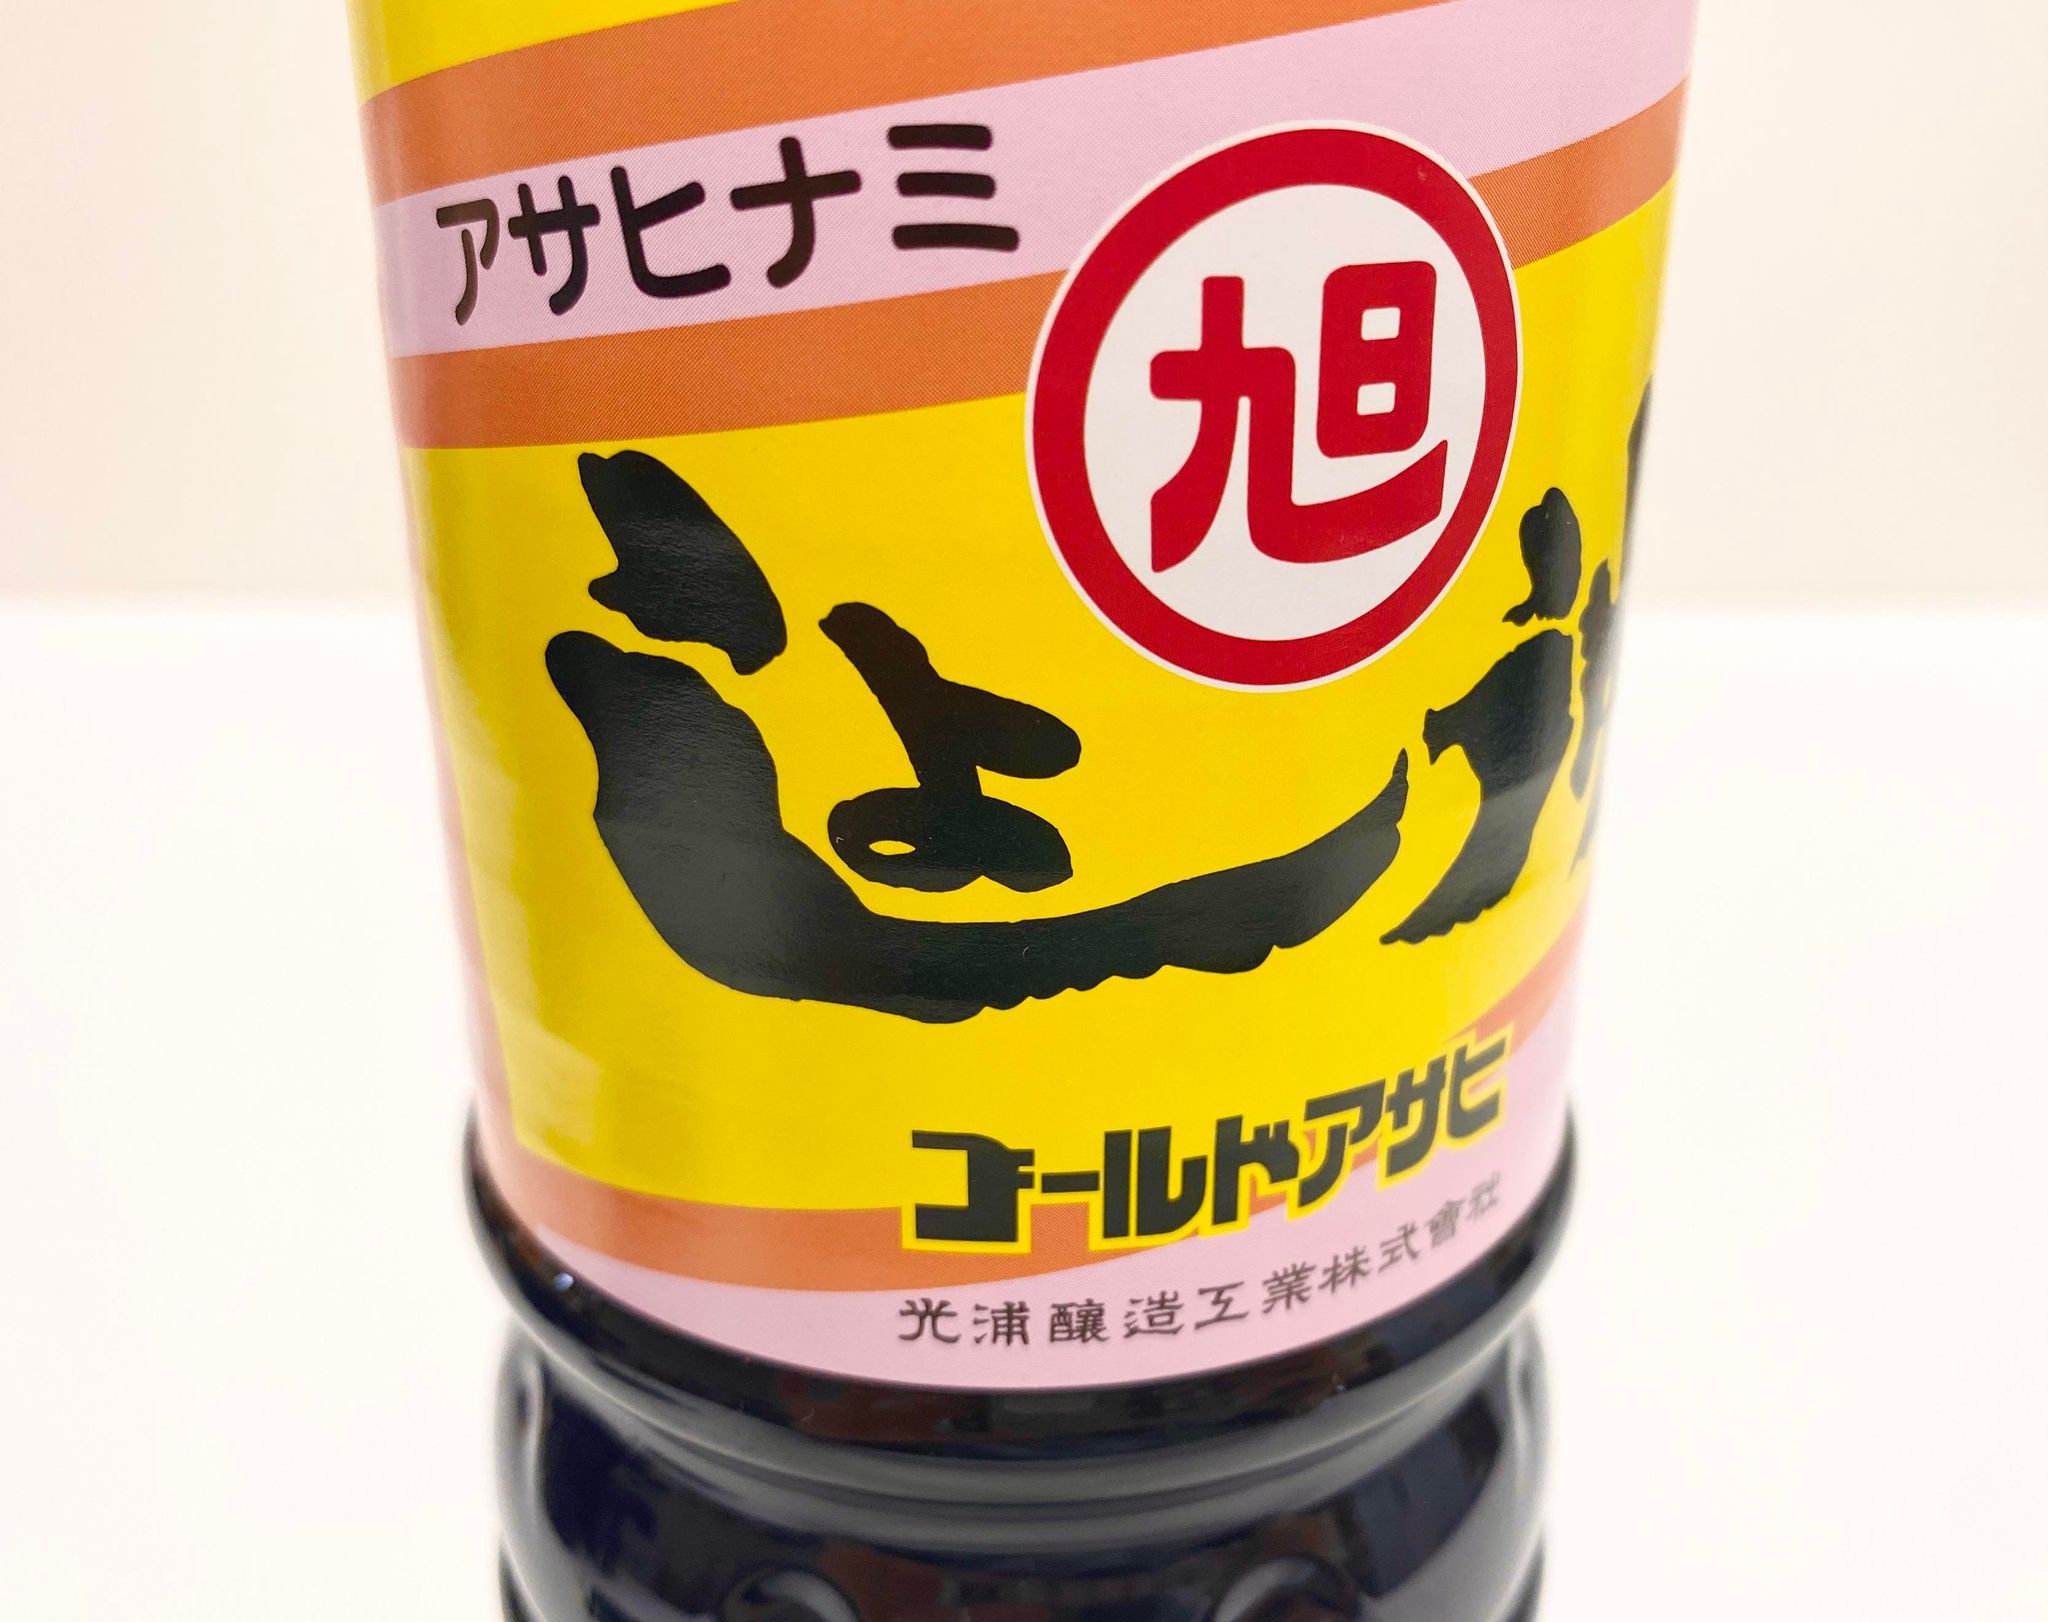 アサヒナミ
旭
しょう
ゴールドアサヒ
光浦醸造工業株式會社